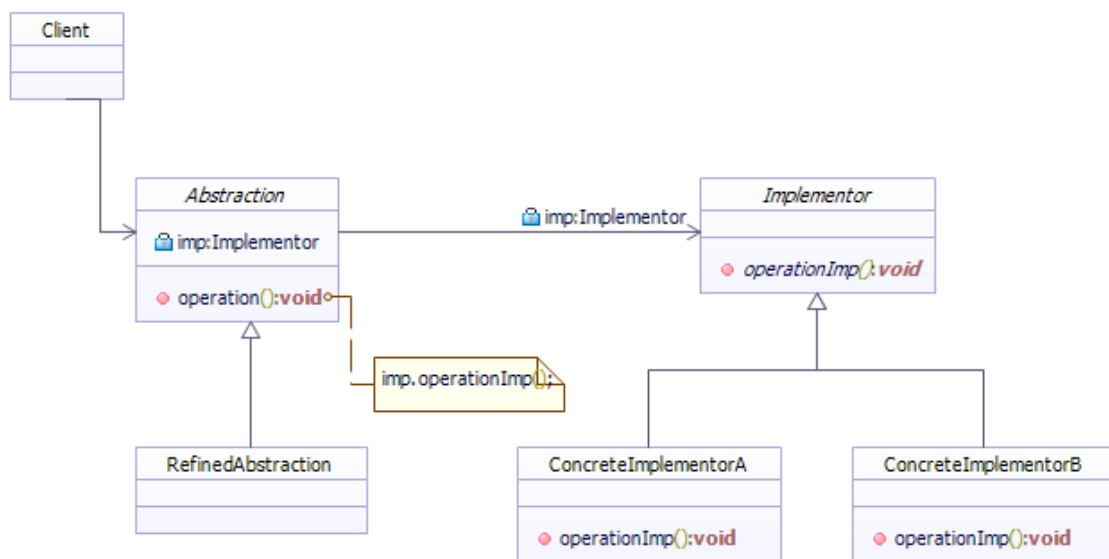 Client
Abstraction
imp:Implementor
operation():void
imp:Implementor
Implementor
operationImp():void
imp.operationImp();
RefinedAbstraction
ConcreteImplementorA
operationImp():void
ConcreteImplementorB
operationImp():void